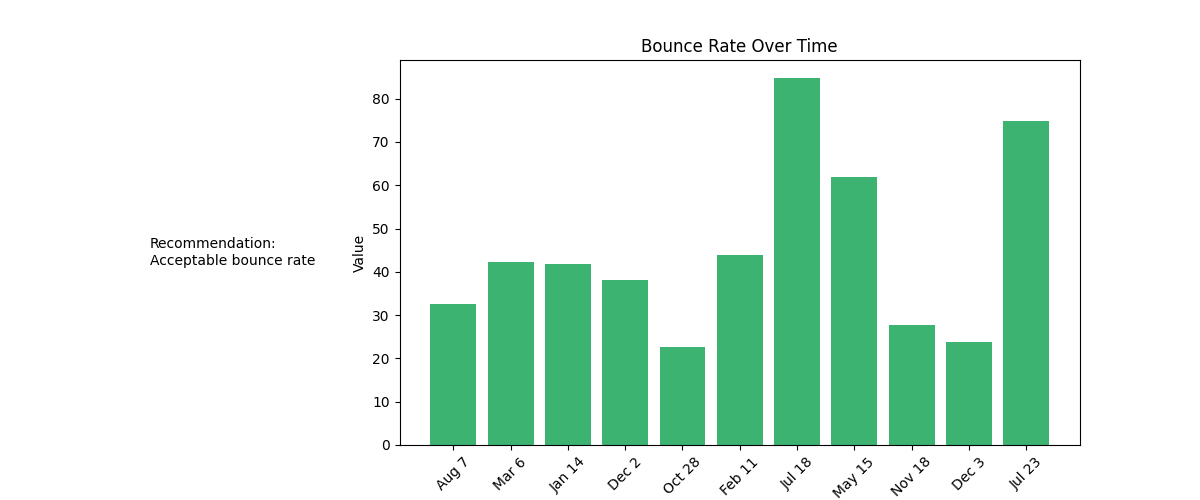 Bounce Rate Over Time
Recommendation:
Acceptable bounce rate
Value
80
70
60
50
40
30
20
10
0
Aug 7
Mar 6
Jan 14
Dec 2
Oct 28
Feb 11
Jul 18
May 15
Nov 18
Dec 3
Jul 23